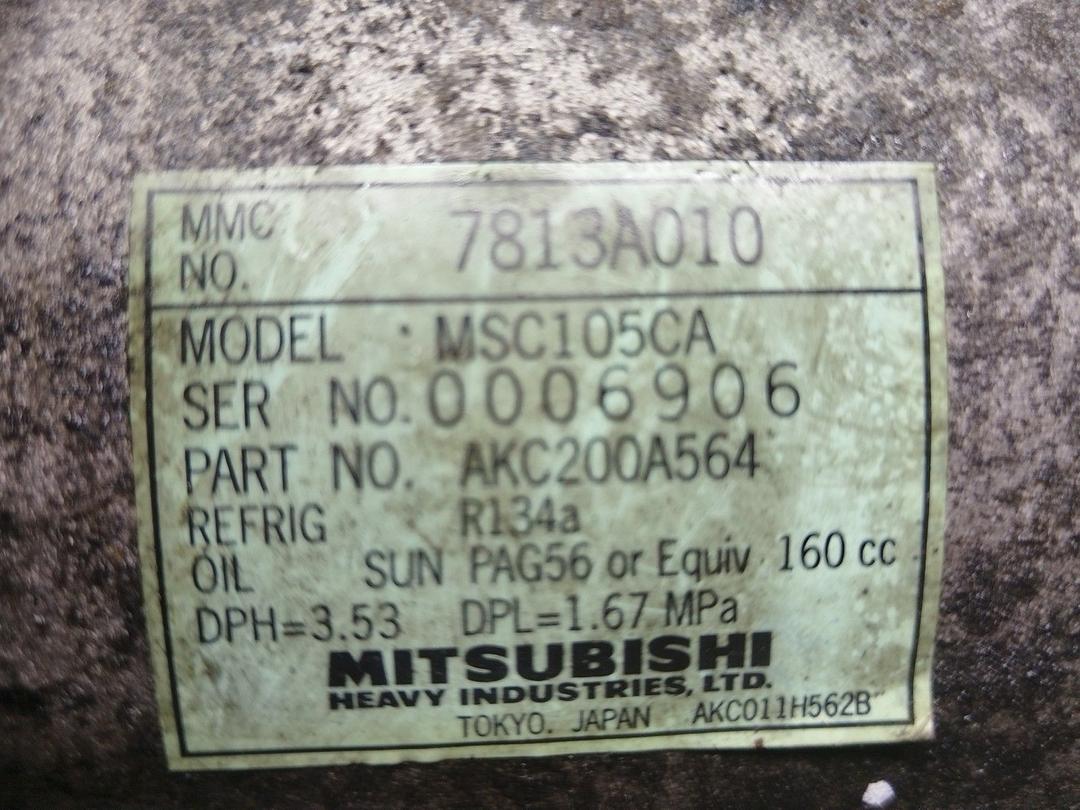 MMC NO. 7813A010
MODEL MSC105CA
SER NO. 0006906
PART NO. AKC200A564
REFRIG R134a
OIL SUN PAG56 or Equiv 160 cc
DPH=3.53 DPL=1.67 MPa
MITSUBISHI
HEAVY INDUSTRIES, LTD.
TOKYO. JAPAN AKC011H562B